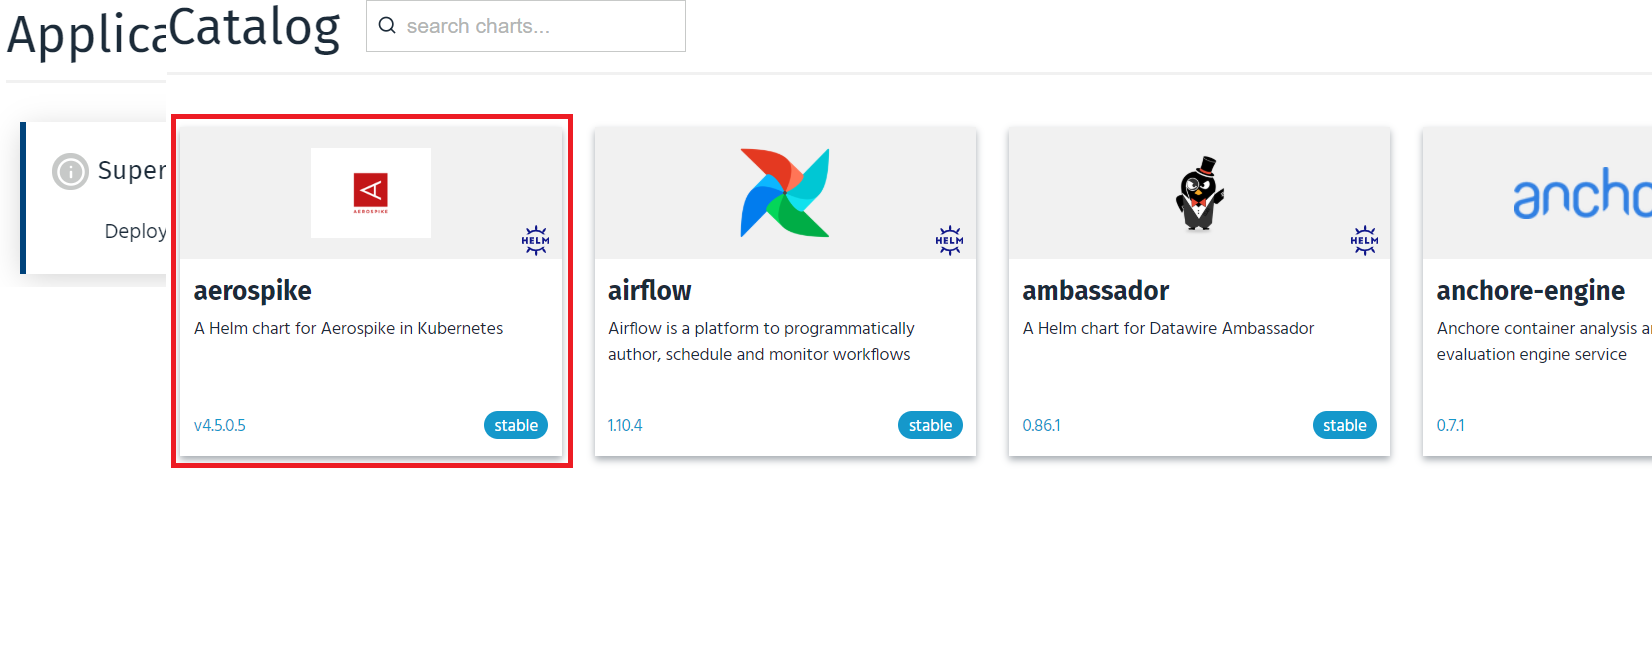 Applica
Catalog
search charts...
Super
Deploy
AEROSPIKE
HELM
aerospike
A Helm chart for Aerospike in Kubernetes
v4.5.0.5
stable
HELM
airflow
Airflow is a platform to programmatically
author, schedule and monitor workflows
1.10.4
stable
HELM
ambassador
A Helm chart for Datawire Ambassador
0.86.1
stable
ancho
anchore-engine
Anchore container analysis a
evaluation engine service
0.7.1